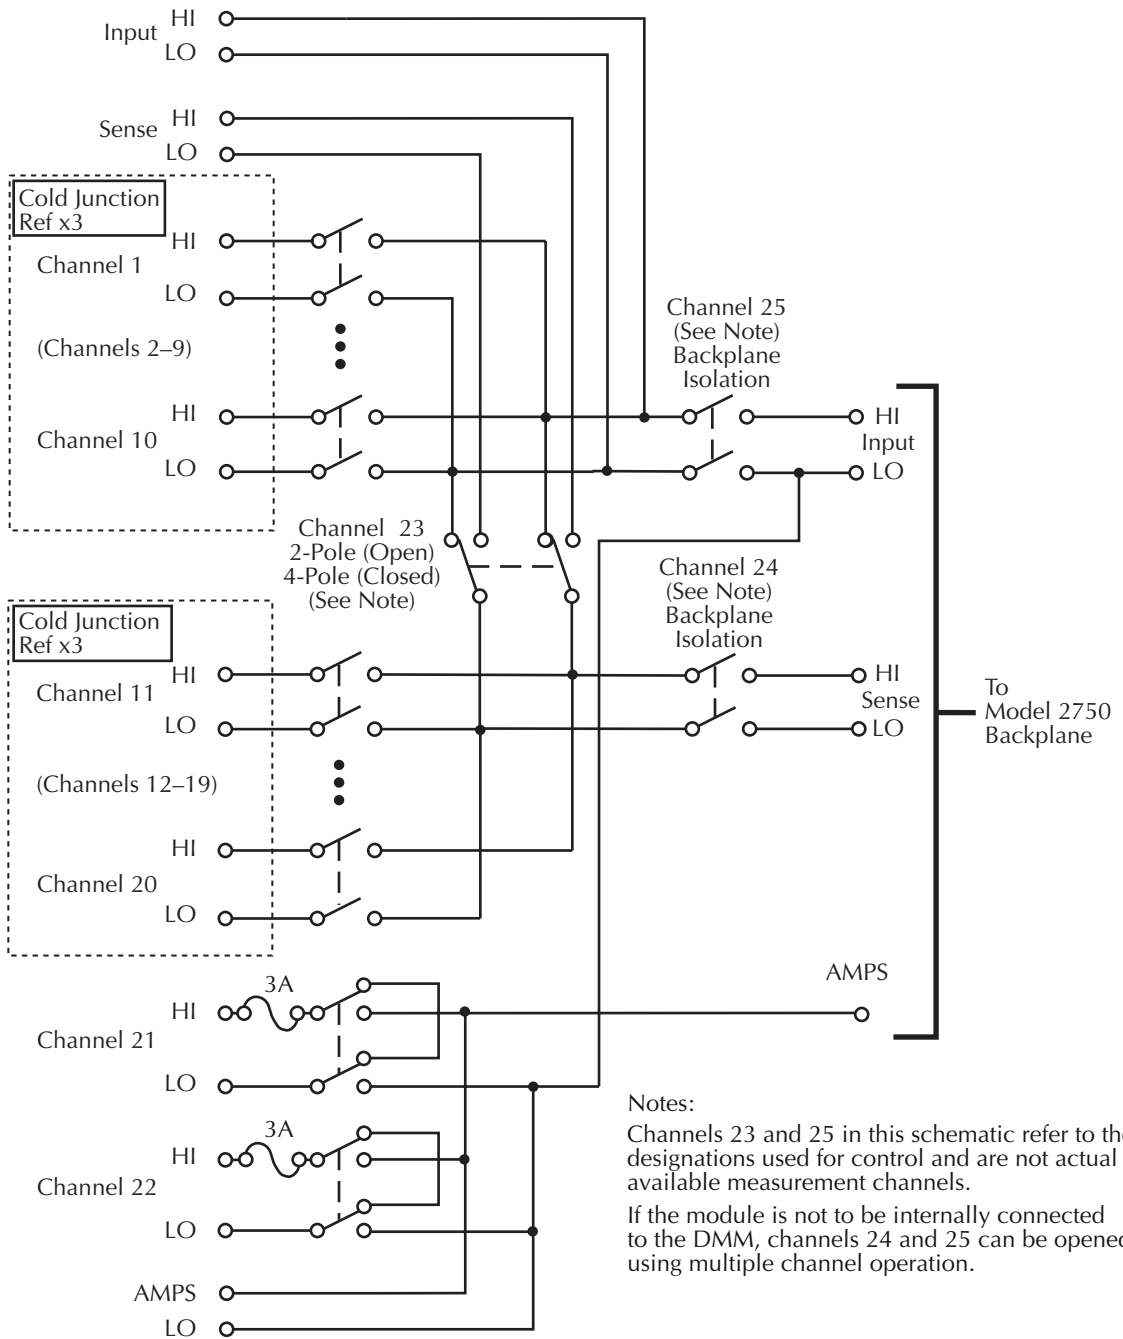 Input HI
LO
Sense HI
LO
Cold Junction
Ref x3
HI
Channel 1
LO
(Channels 2–9)
HI
Channel 10
LO
Channel 25
(See Note)
Backplane
Isolation
HI
Input
LO
Channel 23
2-Pole (Open)
4-Pole (Closed)
(See Note)
Channel 24
(See Note)
Backplane
Isolation
Cold Junction
Ref x3
HI
Channel 11
LO
(Channels 12–19)
HI
Channel 20
LO
HI
Sense
LO
To
Model 2750
Backplane
AMPS
3A
HI
Channel 21
LO
3A
HI
Channel 22
LO
AMPS
LO
Notes:
Channels 23 and 25 in this schematic refer to the
designations used for control and are not actual
available measurement channels.
If the module is not to be internally connected
to the DMM, channels 24 and 25 can be opened
using multiple channel operation.